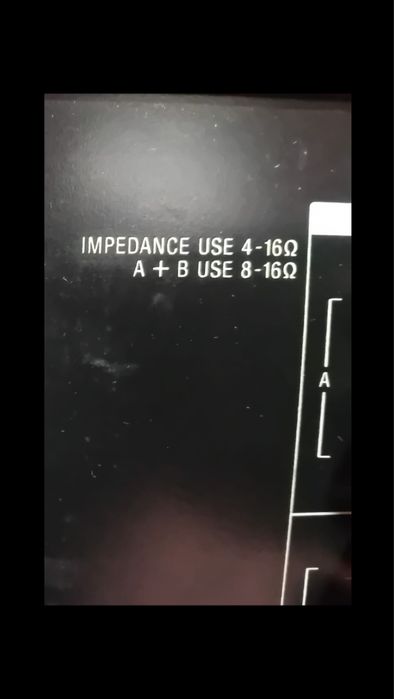 IMPEDANCE USE 4-16Ω
A + B USE 8-16Ω
A